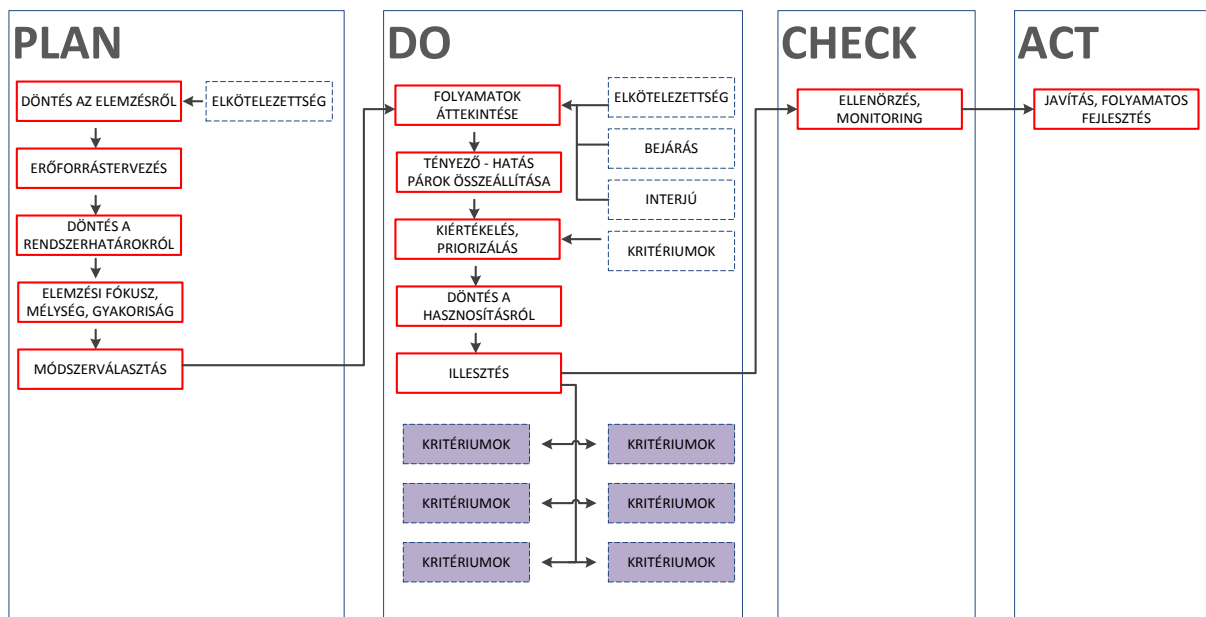 PLAN
DÖNTÉS AZ ELEMZÉSRŐL
ELKÖTELEZETTSÉG
ERŐFORRÁSTERVEZÉS
DÖNTÉS A
RENDSZERHATÁROKRÓL
ELEMZÉSI FÓKUSZ,
MÉLYSÉG, GYAKORISÁG
MÓDSZERVÁLASZTÁS
DO
FOLYAMATOK
ÁTTEKINTÉSE
ELKÖTELEZETTSÉG
BEJÁRÁS
TÉNYEZŐ - HATÁS
PÁROK ÖSSZEÁLLÍTÁSA
INTERJÚ
KIÉRTÉKELÉS,
PRIORIZÁLÁS
KRITÉRIUMOK
DÖNTÉS A
HASZNOSÍTÁSRÓL
ILLESZTÉS
KRITÉRIUMOK
KRITÉRIUMOK
KRITÉRIUMOK
KRITÉRIUMOK
KRITÉRIUMOK
KRITÉRIUMOK
CHECK
ELLENÖRZÉS,
MONITORING
ACT
JAVÍTÁS, FOLYAMATOS
FEJLESZTÉS